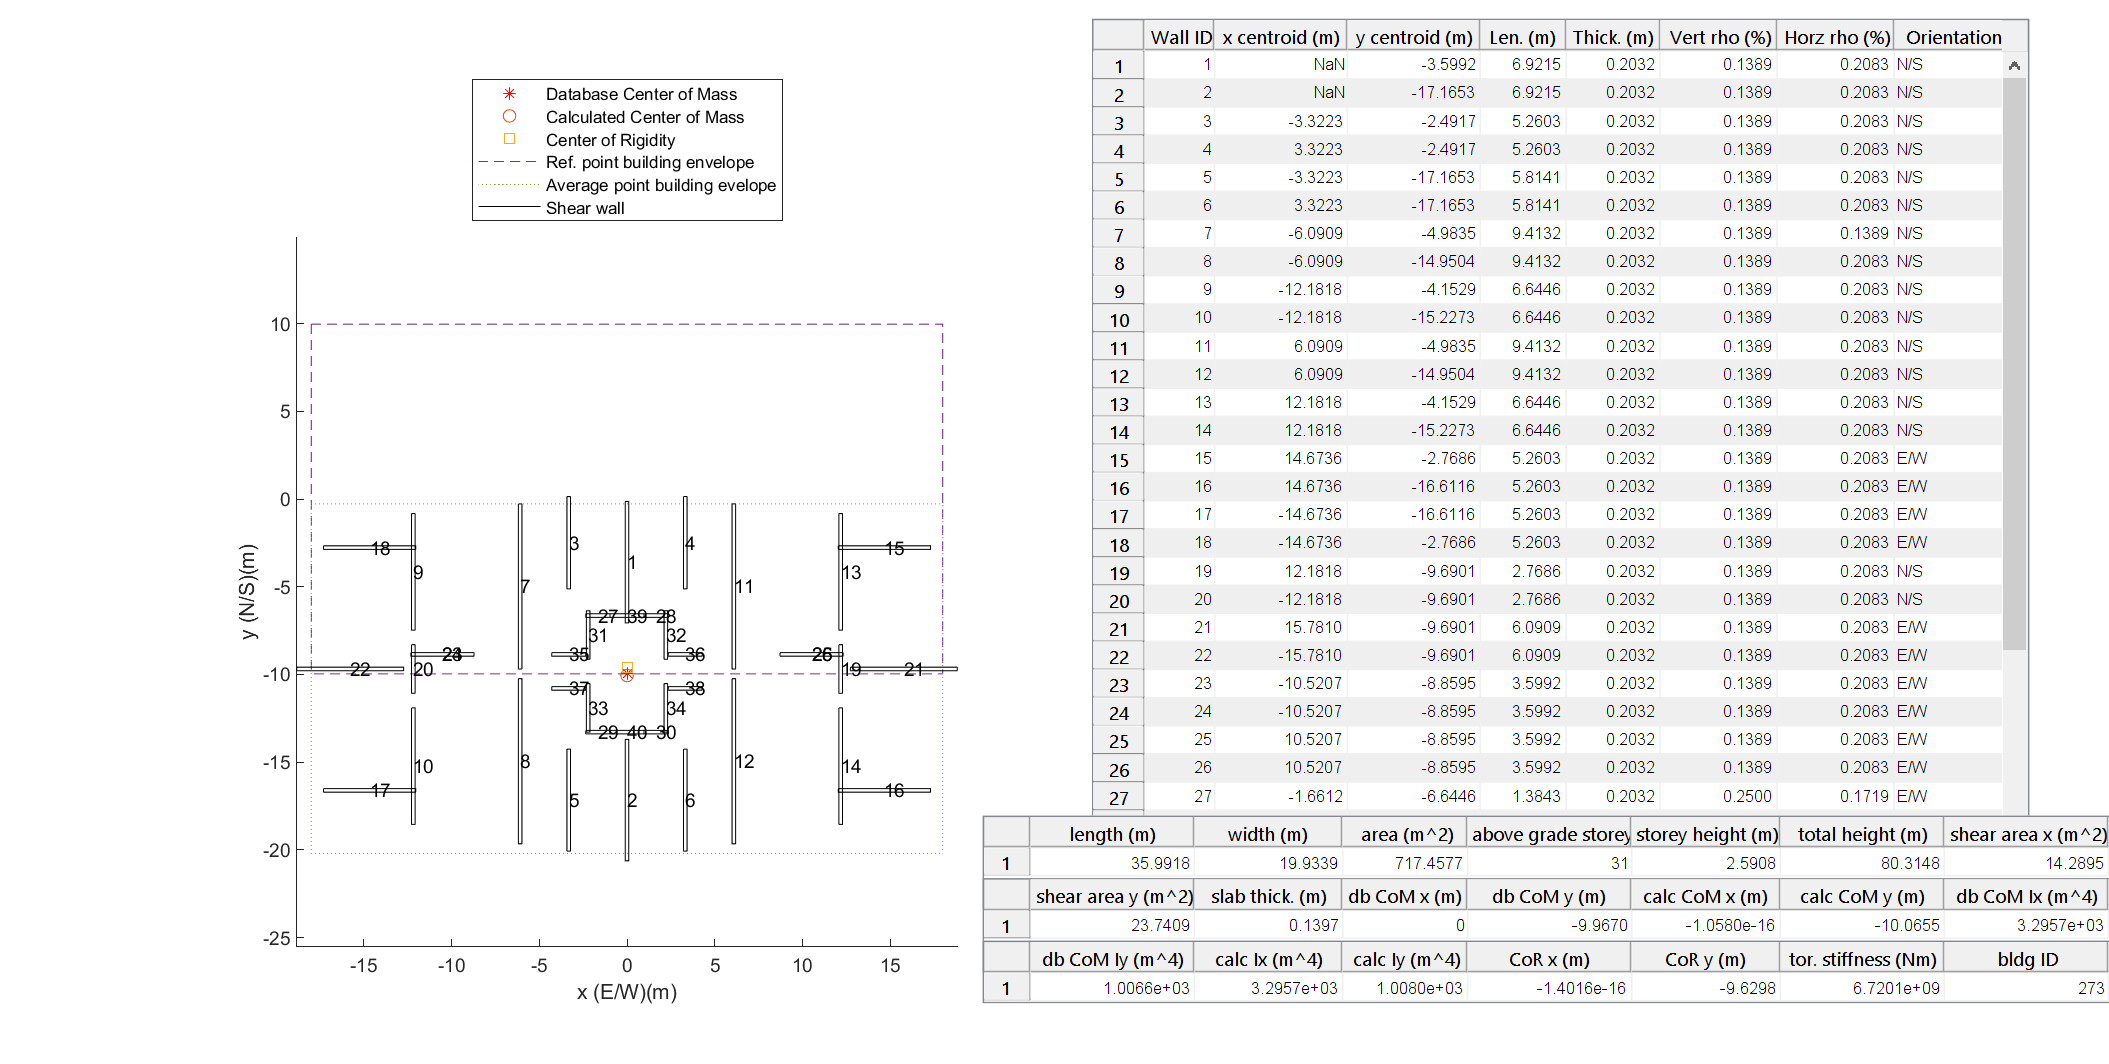 Database Center of Mass
Calculated Center of Mass
Center of Rigidity
Ref. point building envelope
Average point building evelope
Shear wall
10
5
0
-5
-10
-15
-20
-25
y (N/S)(m)
-15 -10 -5 0 5 10 15
x (E/W)(m)
3 4
1
18 15
9 13
7 11
27 39 28
31 32
35 36
26
22 20 19 21
37 38
33 34
29 40 30
10 8 12 14
17 16
5 2 6
Wall ID x centroid (m) y centroid (m) Len. (m) Thick. (m) Vert rho (%) Horz rho (%) Orientation
1 1 NaN -3.5992 6.9215 0.2032 0.1389 0.2083 N/S
2 2 NaN -17.1653 6.9215 0.2032 0.1389 0.2083 N/S
3 3 -3.3223 -2.4917 5.2603 0.2032 0.1389 0.2083 N/S
4 4 3.3223 -2.4917 5.2603 0.2032 0.1389 0.2083 N/S
5 5 -3.3223 -17.1653 5.8141 0.2032 0.1389 0.2083 N/S
6 6 3.3223 -17.1653 5.8141 0.2032 0.1389 0.2083 N/S
7 7 -6.0909 -4.9835 9.4132 0.2032 0.1389 0.1389 N/S
8 8 -6.0909 -14.9504 9.4132 0.2032 0.1389 0.2083 N/S
9 9 -12.1818 -4.1529 6.6446 0.2032 0.1389 0.2083 N/S
10 10 -12.1818 -15.2273 6.6446 0.2032 0.1389 0.2083 N/S
11 11 6.0909 -4.9835 9.4132 0.2032 0.1389 0.2083 N/S
12 12 6.0909 -14.9504 9.4132 0.2032 0.1389 0.2083 N/S
13 13 12.1818 -4.1529 6.6446 0.2032 0.1389 0.2083 N/S
14 14 12.1818 -15.2273 6.6446 0.2032 0.1389 0.2083 N/S
15 15 14.6736 -2.7686 5.2603 0.2032 0.1389 0.2083 E/W
16 16 14.6736 -16.6116 5.2603 0.2032 0.1389 0.2083 E/W
17 17 -14.6736 -16.6116 5.2603 0.2032 0.1389 0.2083 E/W
18 18 -14.6736 -2.7686 5.2603 0.2032 0.1389 0.2083 E/W
19 19 12.1818 -9.6901 2.7686 0.2032 0.1389 0.2083 N/S
20 20 -12.1818 -9.6901 2.7686 0.2032 0.1389 0.2083 N/S
21 21 15.7810 -9.6901 6.0909 0.2032 0.1389 0.2083 E/W
22 22 -15.7810 -9.6901 6.0909 0.2032 0.1389 0.2083 E/W
23 23 -10.5207 -8.8595 3.5992 0.2032 0.1389 0.2083 E/W
24 24 -10.5207 -8.8595 3.5992 0.2032 0.1389 0.2083 E/W
25 25 10.5207 -8.8595 3.5992 0.2032 0.1389 0.2083 E/W
26 26 10.5207 -8.8595 3.5992 0.2032 0.1389 0.2083 E/W
27 27 -1.6612 -6.6446 1.3843 0.2032 0.2500 0.1719 E/W
length (m) width (m) area (m^2) above grade storey storey height (m) total height (m) shear area x (m^2)
1 35.9918 19.9339 717.4577 31 2.5908 80.3148 14.2895
shear area y (m^2) slab thick. (m) db CoM x (m) db CoM y (m) calc CoM x (m) calc CoM y (m) db CoM Ix (m^4)
1 23.7409 0.1397 0 -9.9670 -1.0580e-16 -10.0655 3.2957e+03
db CoM Iy (m^4) calc Ix (m^4) calc Iy (m^4) CoR x (m) CoR y (m) tor. stiffness (Nm) bldg ID
1 1.0066e+03 3.2957e+03 1.0080e+03 -1.4016e-16 -9.6298 6.7201e+09 273